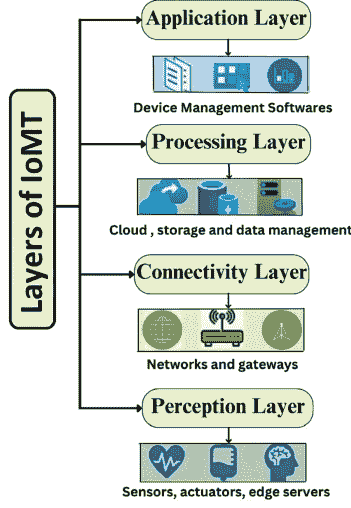 Layers of IoMT
Application Layer
Device Management Softwares
Processing Layer
Cloud , storage and data management
Connectivity Layer
Networks and gateways
Perception Layer
Sensors, actuators, edge servers